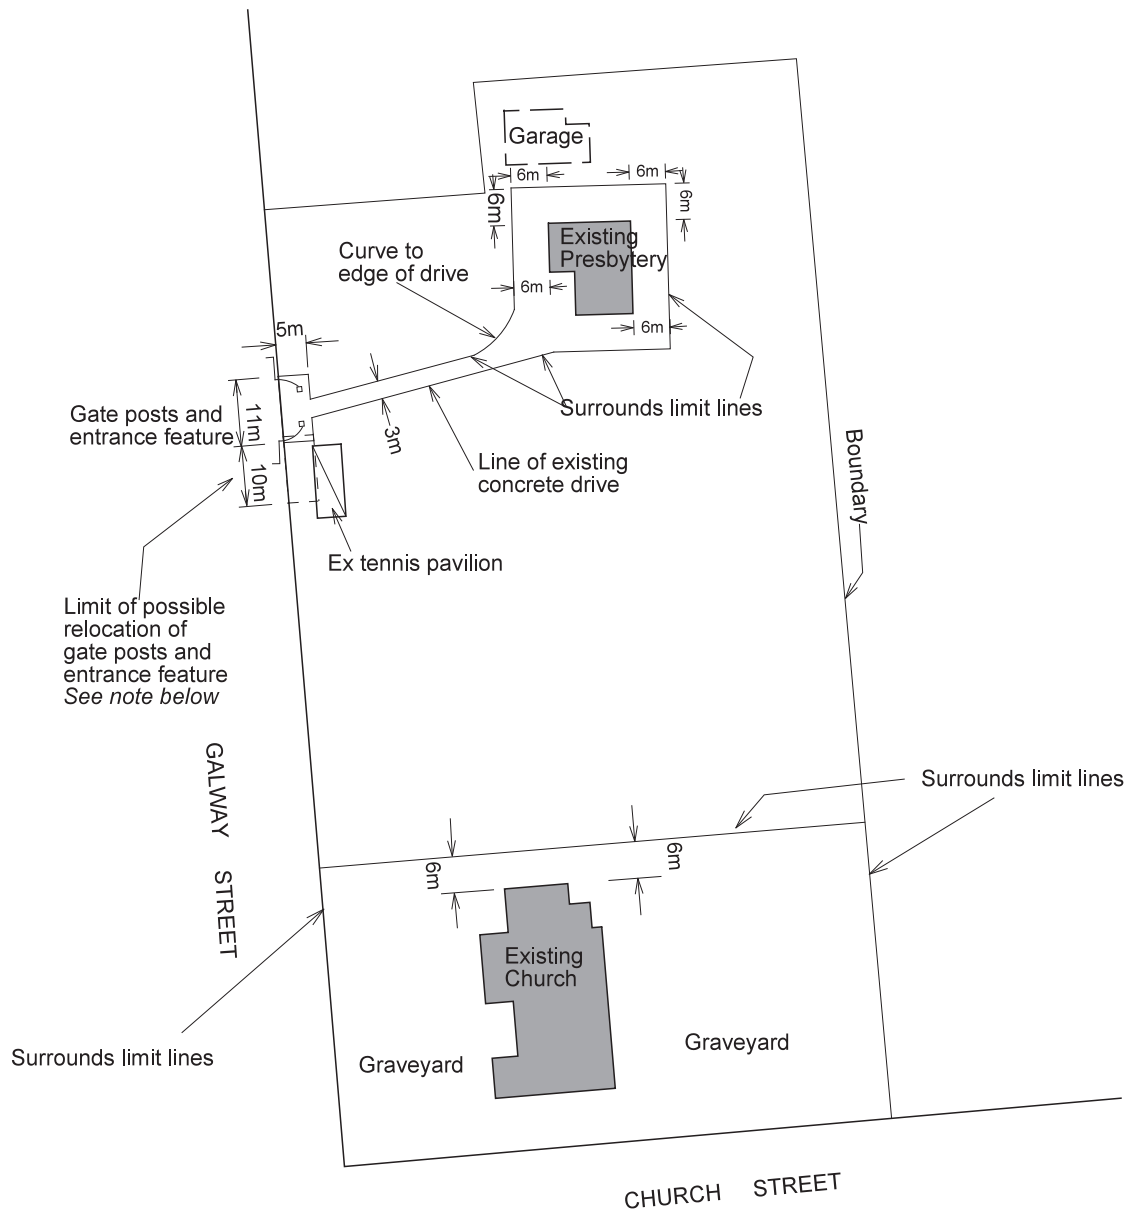 Garage
6m
6m
6m
6m
Existing
Presbytery
Curve to
edge of drive
6m
6m
5m
Surrounds limit lines
Gate posts and
entrance feature
11m
3m
10m
Line of existing
concrete drive
Boundary
Ex tennis pavilion
Limit of possible
relocation of
gate posts and
entrance feature
See note below
GALWAY STREET
Surrounds limit lines
6m
6m
Existing
Church
Surrounds limit lines
Graveyard
Graveyard
CHURCH STREET